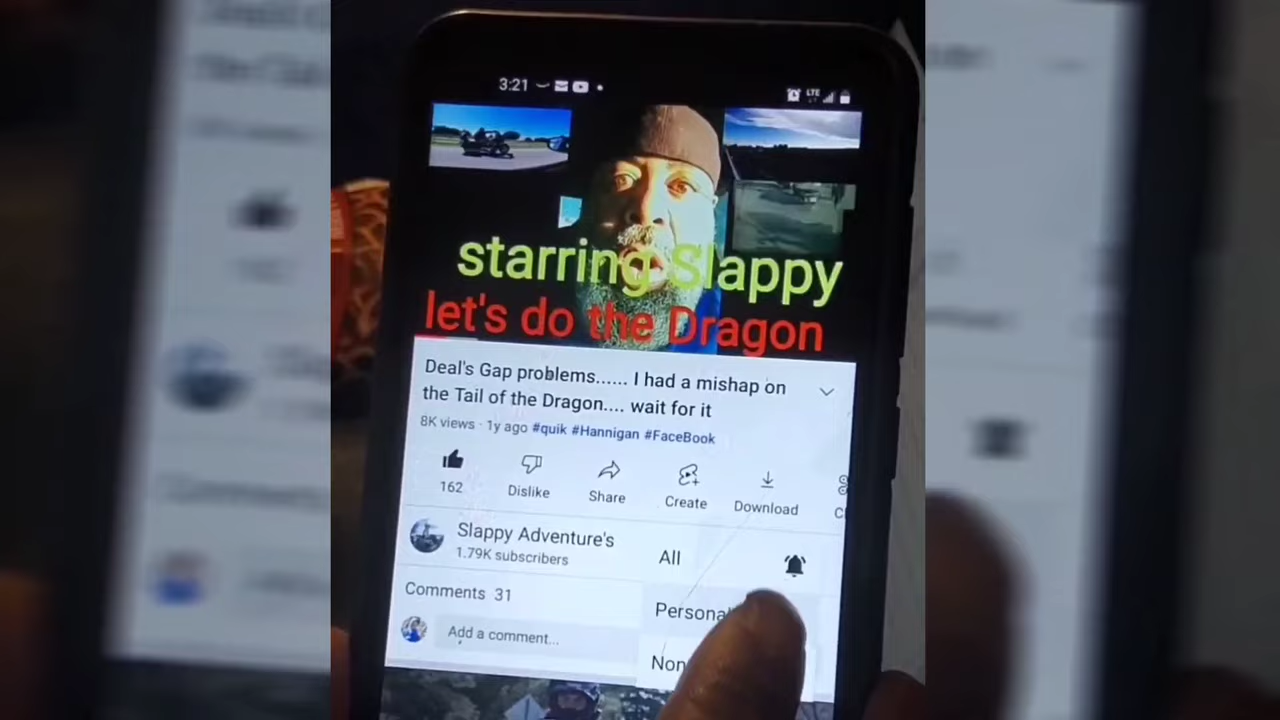 3:21
LTE
starring Slappy
let's do the Dragon
Deal's Gap problems...... I had a mishap on
the Tail of the Dragon.... wait for it
8K views · 1y ago #quik #Hannigan #FaceBook
162
Dislike
Share
Create
Download
Slappy Adventure's
1.79K subscribers
All
Comments 31
Add a comment...